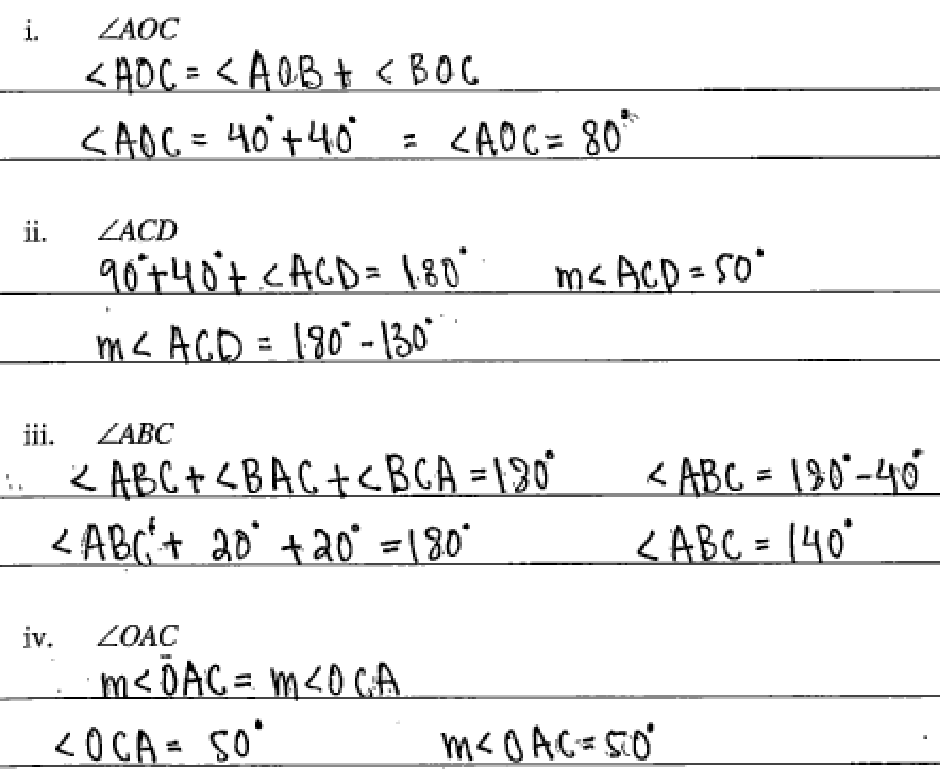 i. ∠AOC
<AOC = <AOB + <BOC
<AOC = 40° + 40° = <AOC = 80°
ii. ∠ACD
90° + 40° + <ACD = 180° m< ACD = 50°
m< ACD = 180° - 130°
iii. ∠ABC
∴ < ABC + <BAC + <BCA = 180° < ABC = 180° - 40°
<ABC + 20° + 20° = 180° < ABC = 140°
iv. ∠OAC
m<OAC = m<OCA
<OCA = 50° m<OAC = 50°